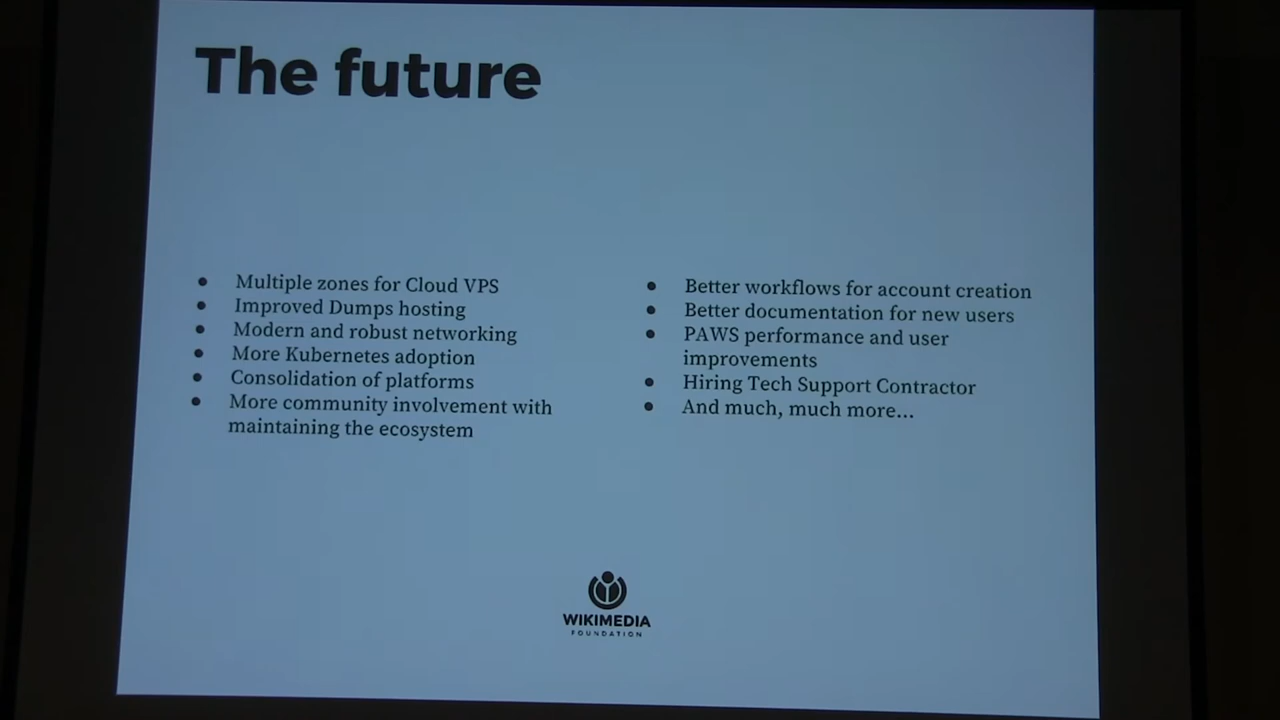 The future
Multiple zones for Cloud VPS
Improved Dumps hosting
Modern and robust networking
More Kubernetes adoption
Consolidation of platforms
More community involvement with
maintaining the ecosystem
Better workflows for account creation
Better documentation for new users
PAWS performance and user
improvements
Hiring Tech Support Contractor
And much, much more...
WIKIMEDIA
FOUNDATION